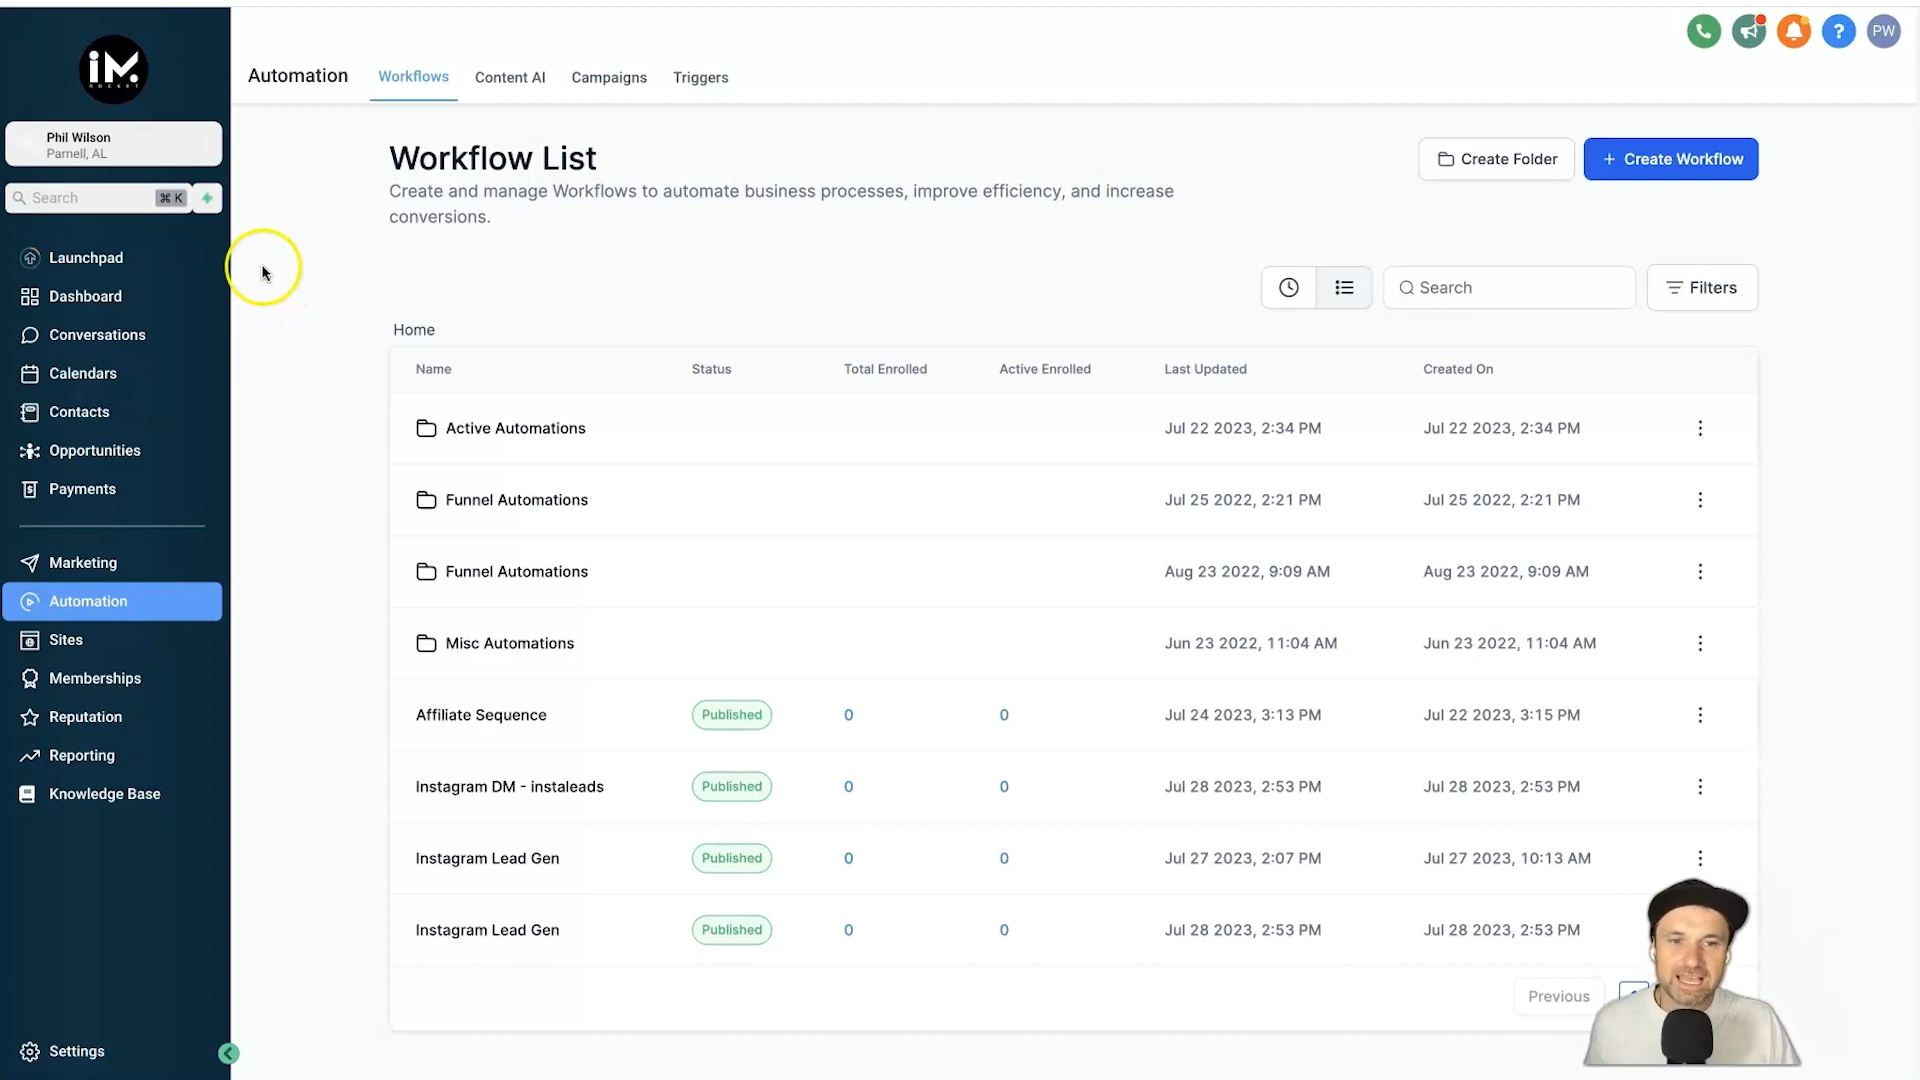 iM.
ROCKET
Phil Wilson
Parnell, AL
Search ⌘ K
Launchpad
Dashboard
Conversations
Calendars
Contacts
Opportunities
Payments
Marketing
Automation
Sites
Memberships
Reputation
Reporting
Knowledge Base
Settings
Automation Workflows Content AI Campaigns Triggers
? PW
Workflow List
Create and manage Workflows to automate business processes, improve efficiency, and increase
conversions.
Create Folder + Create Workflow
Search Filters
Home
Name Status Total Enrolled Active Enrolled Last Updated Created On
Active Automations Jul 22 2023, 2:34 PM Jul 22 2023, 2:34 PM
Funnel Automations Jul 25 2022, 2:21 PM Jul 25 2022, 2:21 PM
Funnel Automations Aug 23 2022, 9:09 AM Aug 23 2022, 9:09 AM
Misc Automations Jun 23 2022, 11:04 AM Jun 23 2022, 11:04 AM
Affiliate Sequence Published 0 0 Jul 24 2023, 3:13 PM Jul 22 2023, 3:15 PM
Instagram DM - instaleads Published 0 0 Jul 28 2023, 2:53 PM Jul 28 2023, 2:53 PM
Instagram Lead Gen Published 0 0 Jul 27 2023, 2:07 PM Jul 27 2023, 10:13 AM
Instagram Lead Gen Published 0 0 Jul 28 2023, 2:53 PM Jul 28 2023, 2:53 PM
Previous